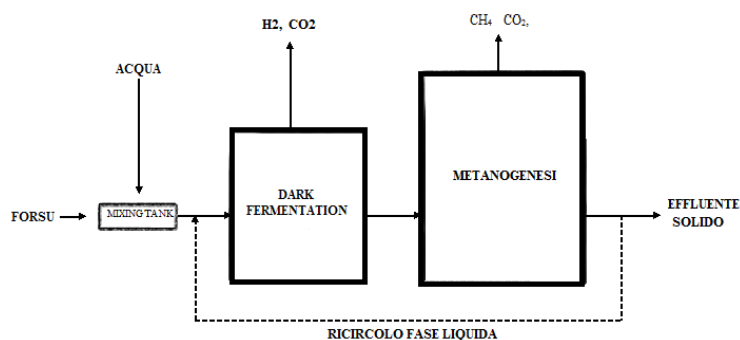 H2, CO2
CH₄ CO₂,
ACQUA
METANOGENESI
DARK
FERMENTATION
FORSU
MIXING TANK
EFFLUENTE
SOLIDO
RICIRCOLO FASE LIQUIDA